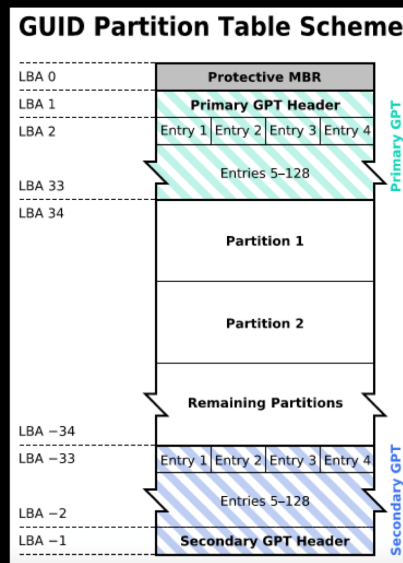 GUID Partition Table Scheme
LBA 0
Protective MBR
LBA 1
Primary GPT Header
LBA 2
Entry 1 Entry 2 Entry 3 Entry 4
Entries 5–128
LBA 33
Primary GPT
LBA 34
Partition 1
Partition 2
Remaining Partitions
LBA −34
LBA −33
Entry 1 Entry 2 Entry 3 Entry 4
Entries 5–128
LBA −2
LBA −1
Secondary GPT Header
Secondary GPT